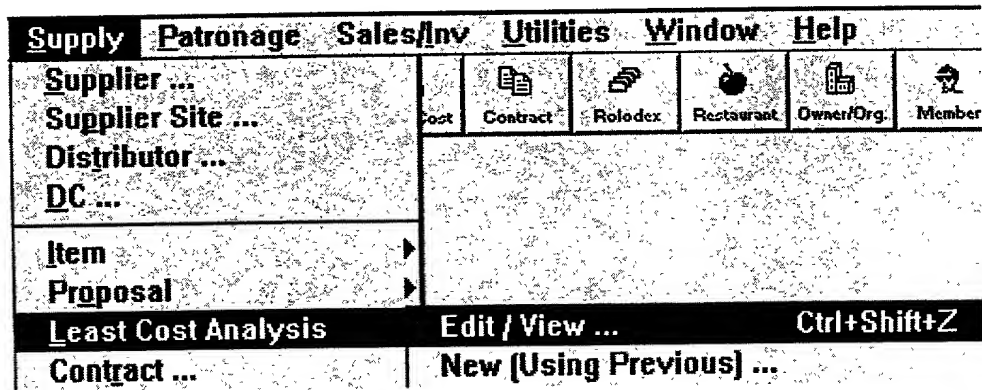 Supply Patronage Sales/Inv Utilities Window Help
Supplier ...
Supplier Site ...
Distributor ...
DC ...
Cost Contract Rolodex Restaurant Owner/Org. Member
Item
Proposal
Least Cost Analysis Edit / View ... Ctrl+Shift+Z
Contract ... New (Using Previous) ...